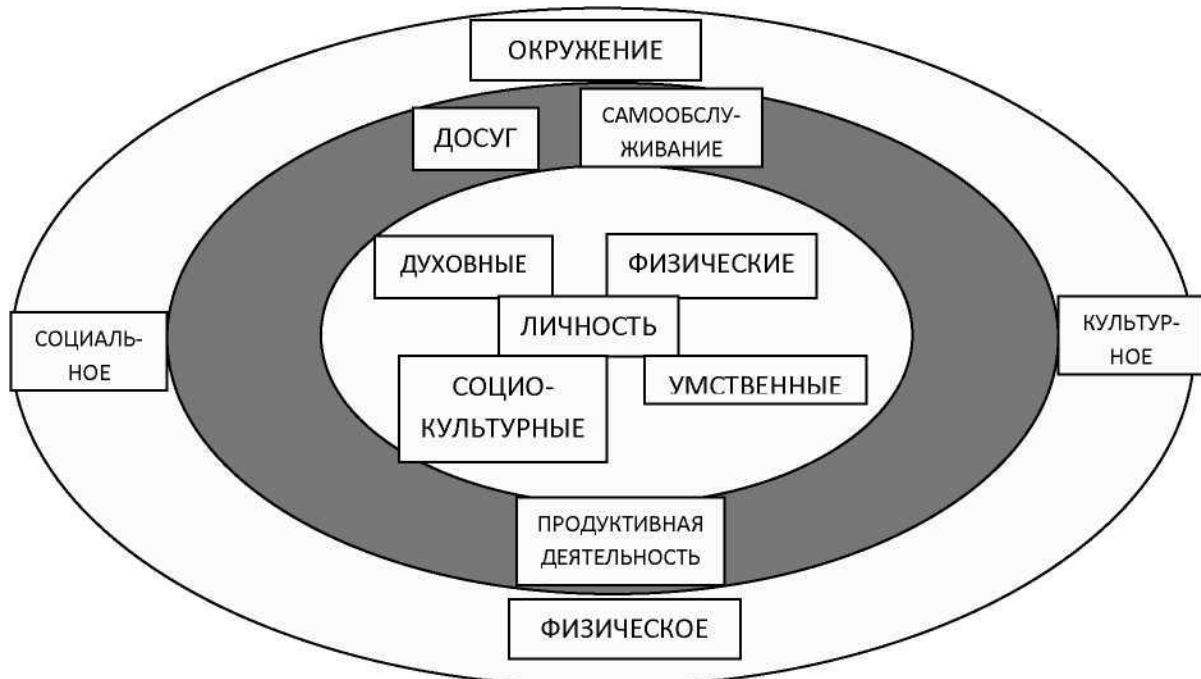 ОКРУЖЕНИЕ
ДОСУГ
САМООБСЛУ-
ЖИВАНИЕ
ДУХОВНЫЕ
ФИЗИЧЕСКИЕ
ЛИЧНОСТЬ
СОЦИАЛЬ-
НОЕ
КУЛЬТУР-
НОЕ
СОЦИО-
КУЛЬТУРНЫЕ
УМСТВЕННЫЕ
ПРОДУКТИВНАЯ
ДЕЯТЕЛЬНОСТЬ
ФИЗИЧЕСКОЕ